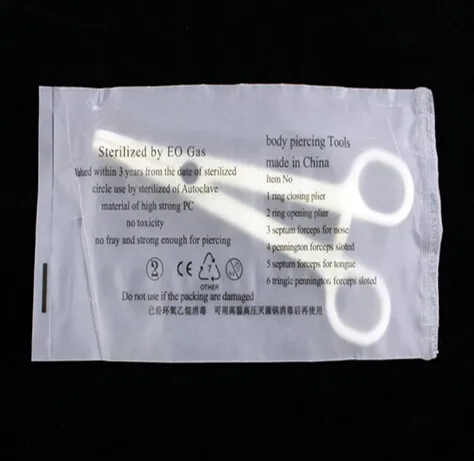 Sterilized by EO Gas
Valued within 3 years from the date of sterilized
circle use by sterilized of Autoclave
material of high strong PC
no toxicity
no fray and strong enough for piercing
2
CE
7
OTHER
Do not use if the packing are damaged
已经环氧乙烷消毒 可用高温高压灭菌锅消毒后再使用
body piercing Tools
made in China
Item No
1 ring closing plier
2 ring opening plier
3 septum forceps for nose
4 pennington forceps sloted
5 septum forceps for tongue
6 tringle pennington forceps sloted